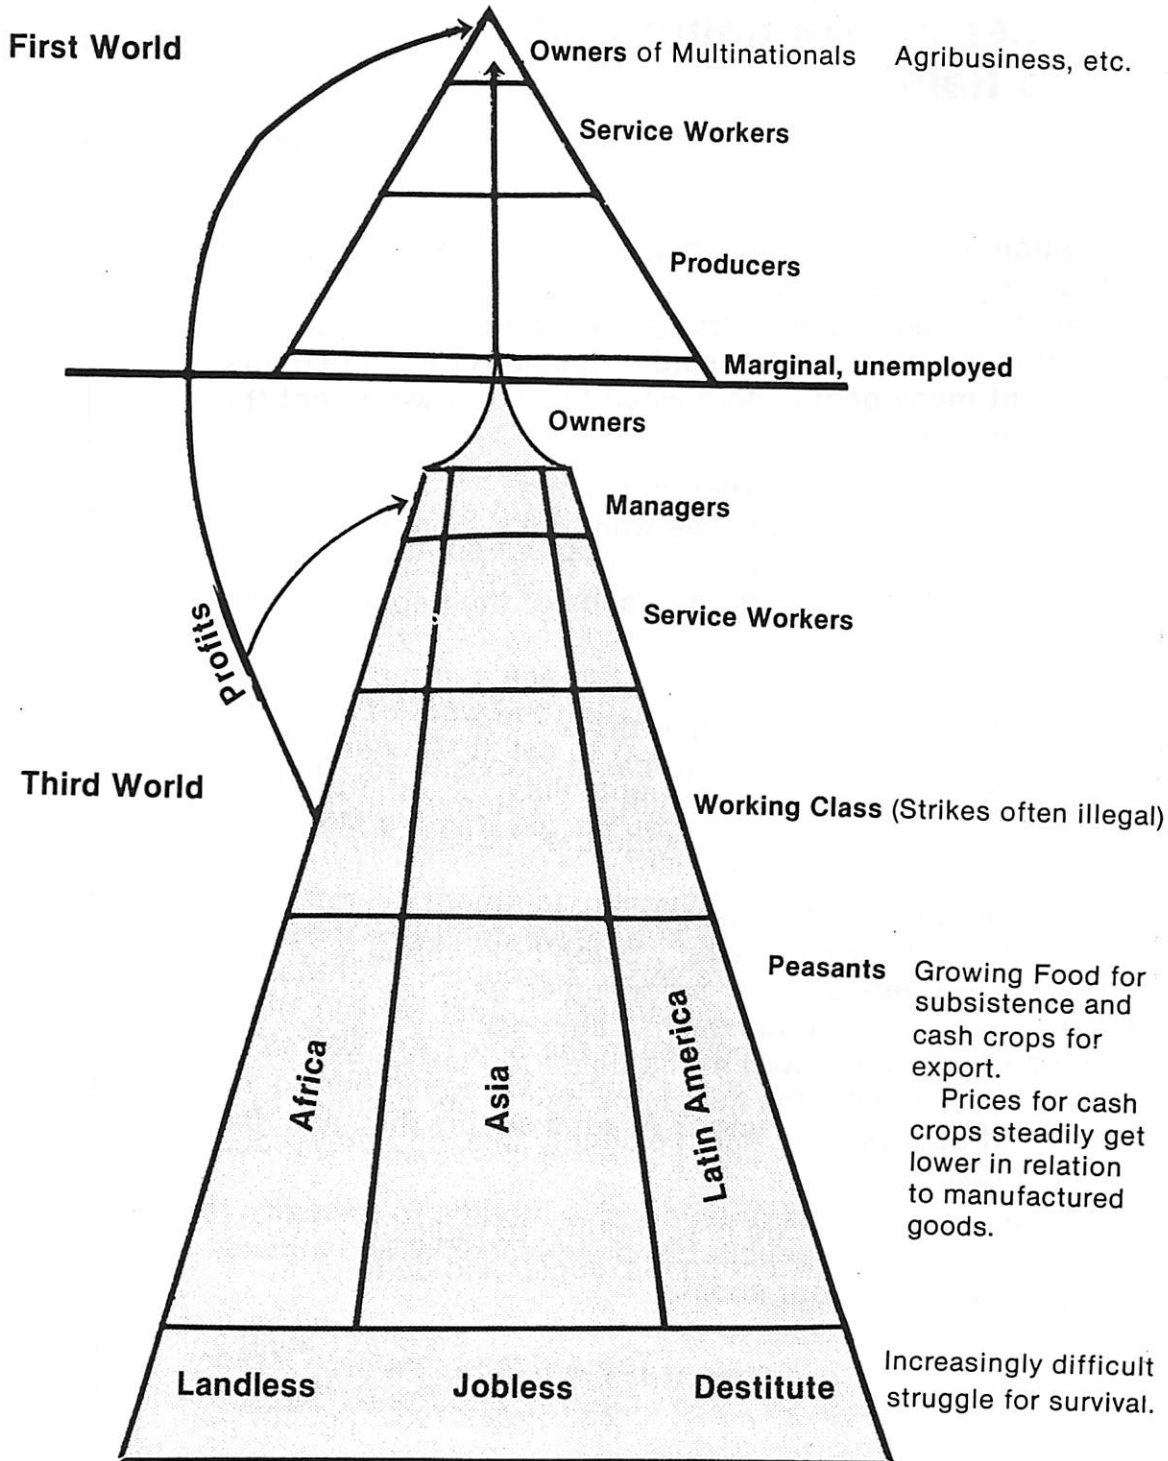 First World
Owners of Multinationals Agribusiness, etc.
Service Workers
Producers
Marginal, unemployed
Owners
Managers
Service Workers
Profits
Third World
Working Class (Strikes often illegal)
Peasants Growing Food for
subsistence and
cash crops for
export.
Prices for cash
crops steadily get
lower in relation
to manufactured
goods.
Africa
Asia
Latin America
Landless Jobless Destitute
Increasingly difficult
struggle for survival.